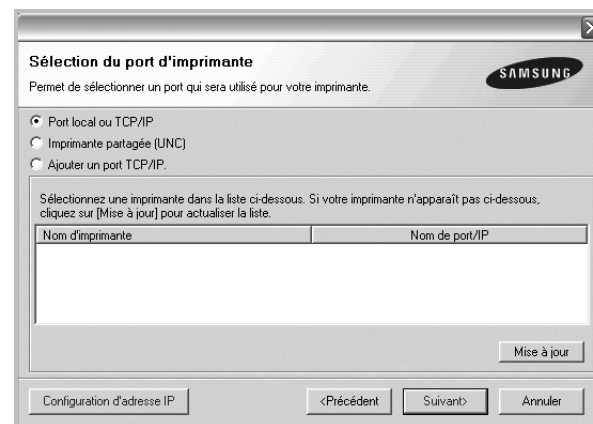 Sélection du port d'imprimante
Permet de sélectionner un port qui sera utilisé pour votre imprimante.
SAMSUNG
Port local ou TCP/IP
Imprimante partagée (UNC)
Ajouter un port TCP/IP.
Sélectionnez une imprimante dans la liste ci-dessous. Si votre imprimante n'apparaît pas ci-dessous,
cliquez sur [Mise à jour] pour actualiser la liste.
Nom d'imprimante Nom de port/IP
Mise à jour
Configuration d'adresse IP <Précédent Suivant> Annuler